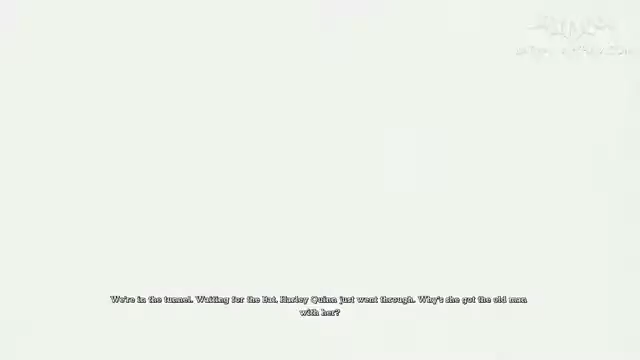 We're in the tunnel. Waiting for the Bat. Harley Quinn just went through. Why's she got the old man
with her?